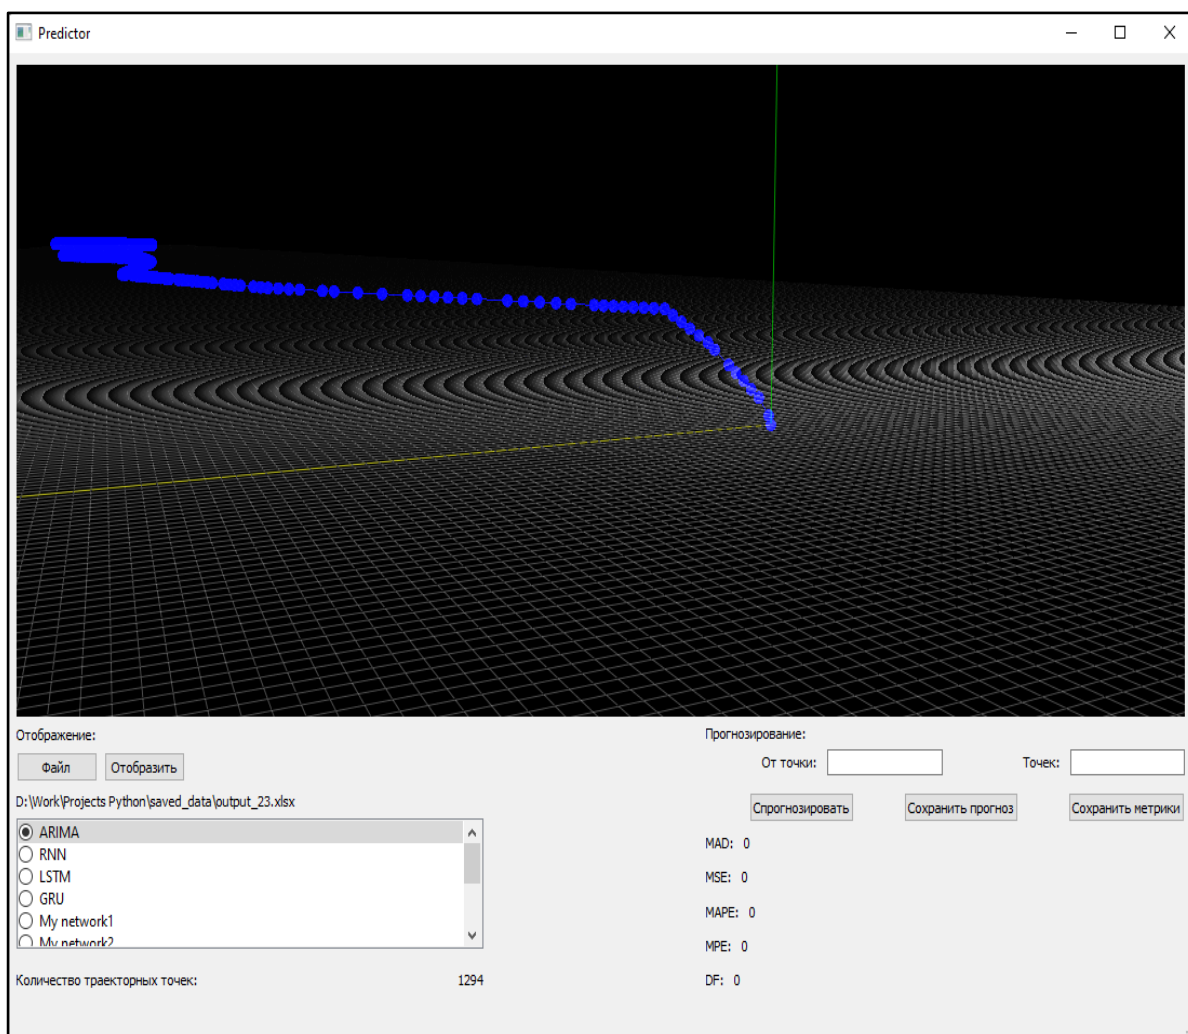 Predictor
Отображение:
Файл
Отобразить
D:\Work\Projects Python\saved_data\output_23.xlsx
ARIMA
RNN
LSTM
GRU
My network1
My network2
Количество траекторных точек: 1294
Прогнозирование:
От точки: Точек:
Спрогнозировать Сохранить прогноз Сохранить метрики
MAD: 0
MSE: 0
MAPE: 0
MPE: 0
DF: 0